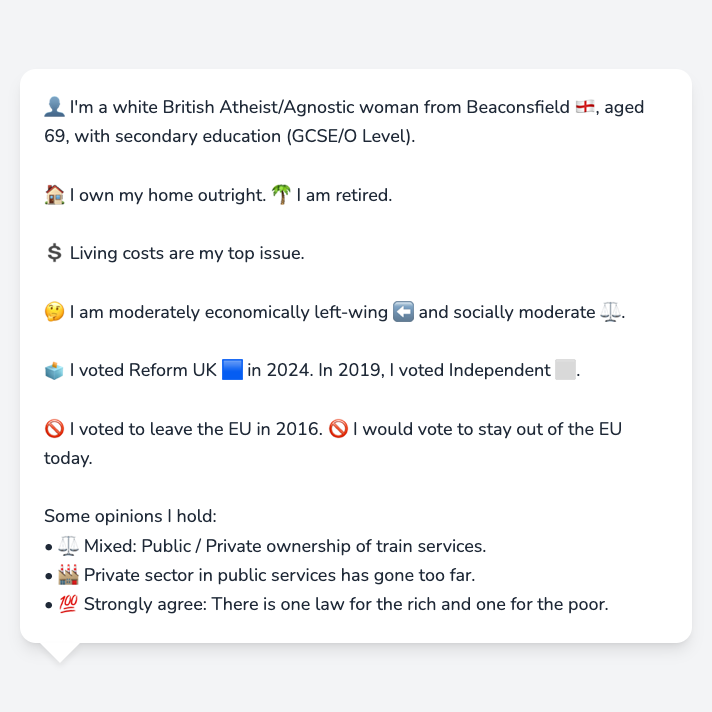 👤 I'm a white British Atheist/Agnostic woman from Beaconsfield 🏴󠁧󠁢󠁥󠁮󠁧󠁿, aged
69, with secondary education (GCSE/O Level).
🏠 I own my home outright. 🌴 I am retired.
💲 Living costs are my top issue.
🤔 I am moderately economically left-wing ⬅️ and socially moderate ⚖️.
🗳️ I voted Reform UK 🟦 in 2024. In 2019, I voted Independent ⬜.
🚫 I voted to leave the EU in 2016. 🚫 I would vote to stay out of the EU
today.
Some opinions I hold:
• ⚖️ Mixed: Public / Private ownership of train services.
• 🏭 Private sector in public services has gone too far.
• 💯 Strongly agree: There is one law for the rich and one for the poor.